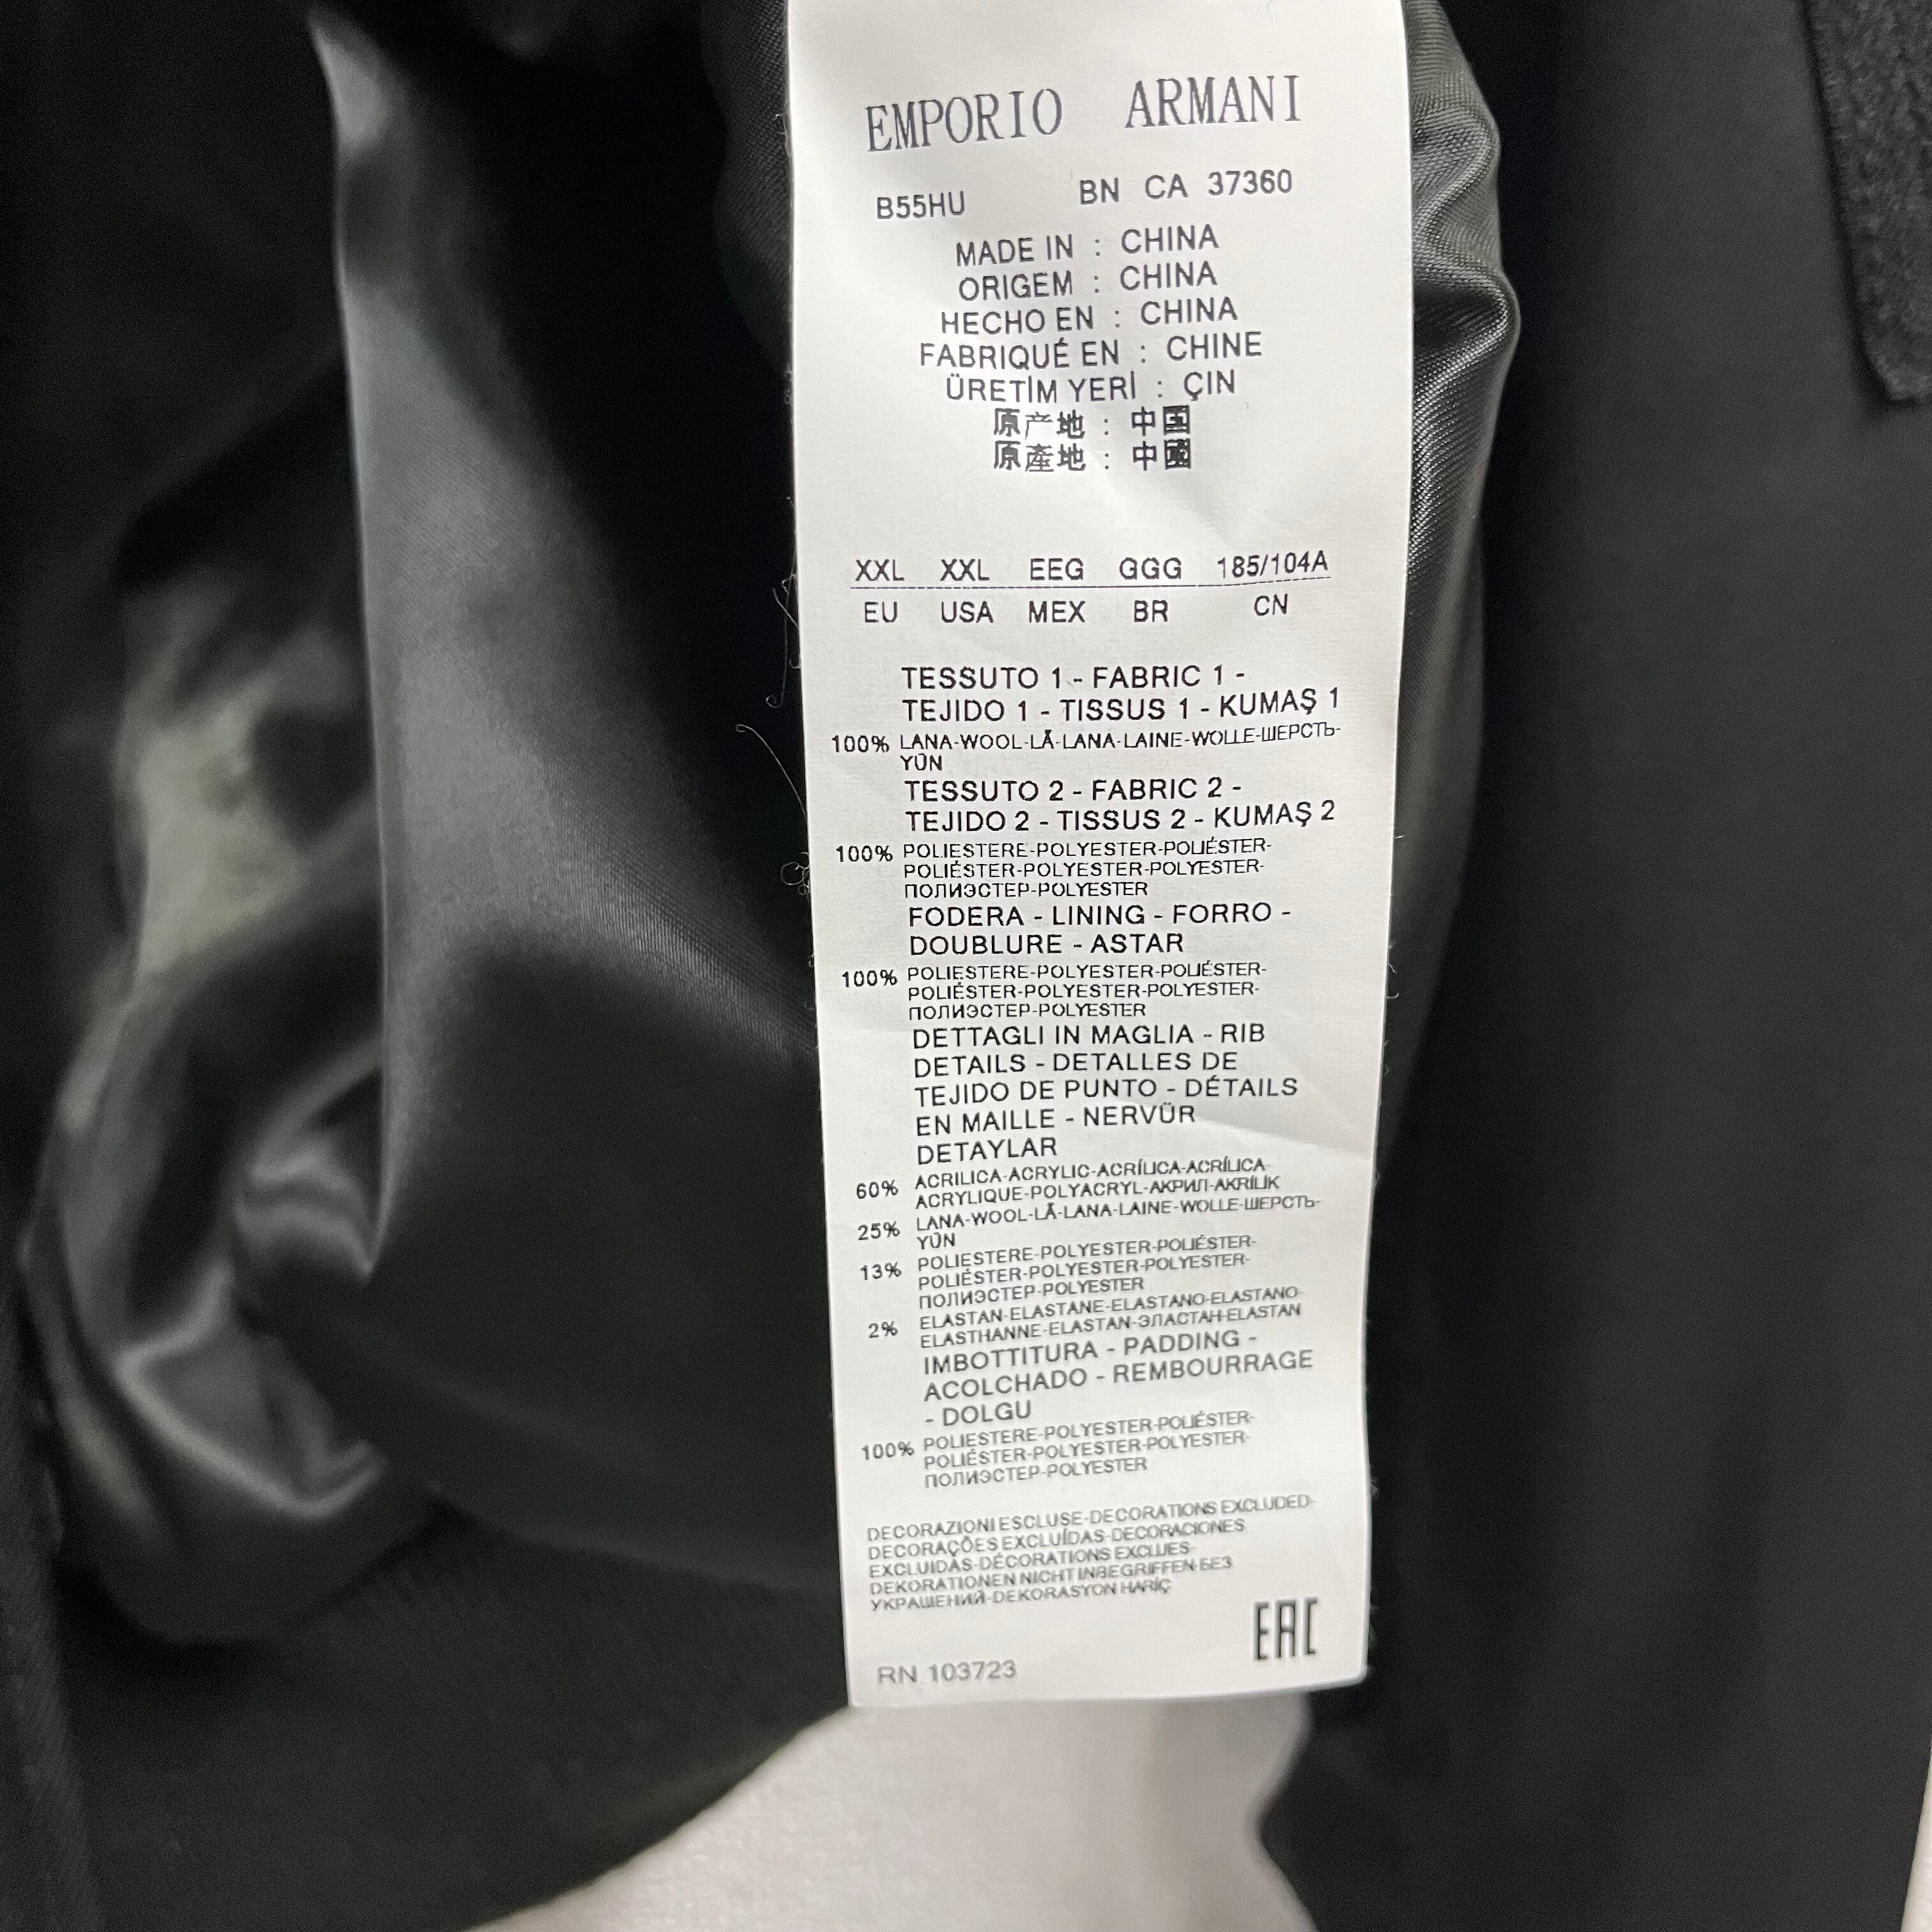 EMPORIO ARMANI
B55HU BN CA 37360
MADE IN : CHINA
ORIGEM : CHINA
HECHO EN : CHINA
FABRIQUÉ EN : CHINE
ÜRETİM YERİ : ÇIN
原产地 : 中国
原產地 : 中國
XXL XXL EEG GGG 185/104A
EU USA MEX BR CN
TESSUTO 1 - FABRIC 1 -
TEJIDO 1 - TISSUS 1 - KUMAŞ 1
100% LANA-WOOL-LÃ-LANA-LAINE-WOLLE-ШЕРСТЬ-
YÜN
TESSUTO 2 - FABRIC 2 -
TEJIDO 2 - TISSUS 2 - KUMAŞ 2
100% POLIESTERE-POLYESTER-POLIÉSTER-
POLIÉSTER-POLYESTER-POLYESTER-
ПОЛИЭСТЕР-POLYESTER
FODERA - LINING - FORRO -
DOUBLURE - ASTAR
100% POLIESTERE-POLYESTER-POLIÉSTER-
POLIÉSTER-POLYESTER-POLYESTER-
ПОЛИЭСТЕР-POLYESTER
DETTAGLI IN MAGLIA - RIB
DETAILS - DETALLES DE
TEJIDO DE PUNTO - DÉTAILS
EN MAILLE - NERVÜR
DETAYLAR
60% ACRILICA-ACRYLIC-ACRÍLICA-ACRÍLICA-
ACRYLIQUE-POLYACRYL-АКРИЛ-AKRİLİK
25% LANA-WOOL-LÃ-LANA-LAINE-WOLLE-ШЕРСТЬ-
YÜN
13% POLIESTERE-POLYESTER-POLIÉSTER-
POLIÉSTER-POLYESTER-POLYESTER-
ПОЛИЭСТЕР-POLYESTER
2% ELASTAN-ELASTANE-ELASTANO-ELASTANO-
ELASTHANNE-ELASTAN-ЭЛАСТАН-ELASTAN
IMBOTTITURA - PADDING -
ACOLCHADO - REMBOURRAGE
- DOLGU
100% POLIESTERE-POLYESTER-POLIÉSTER-
POLIÉSTER-POLYESTER-POLYESTER-
ПОЛИЭСТЕР-POLYESTER
DECORAZIONI ESCLUSE-DECORATIONS EXCLUDED-
DECORAÇÕES EXCLUÍDAS-DECORACIONES
EXCLUIDAS-DÉCORATIONS EXCLUES-
DEKORATIONEN NICHT INBEGRIFFEN-БЕЗ
УКРАШЕНИЙ-DEKORASYON HARİÇ
EAC
RN 103723